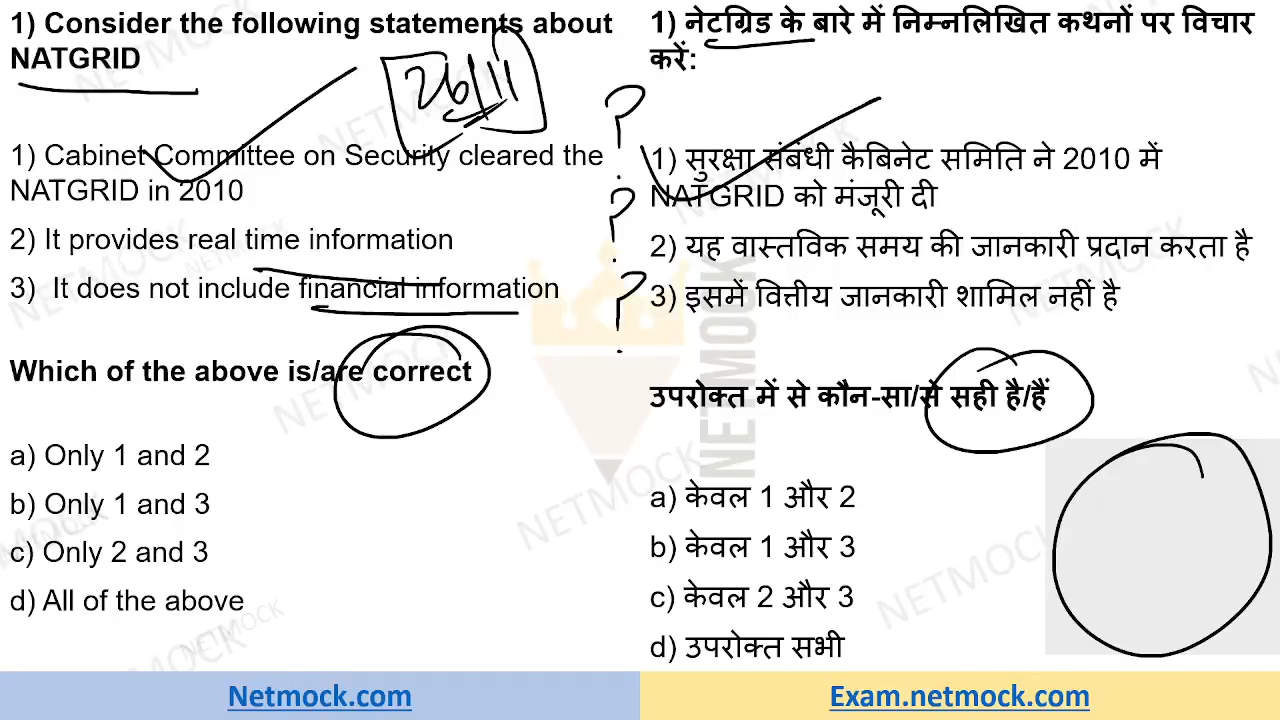 1) Consider the following statements about
NATGRID
26/11
1) Cabinet Committee on Security cleared the
NATGRID in 2010
2) It provides real time information
3) It does not include financial information
Which of the above is/are correct
a) Only 1 and 2
b) Only 1 and 3
c) Only 2 and 3
d) All of the above
?
?
?
1) नेटग्रिड के बारे में निम्नलिखित कथनों पर विचार
करें:
1) सुरक्षा संबंधी कैबिनेट समिति ने 2010 में
NATGRID को मंजूरी दी
2) यह वास्तविक समय की जानकारी प्रदान करता है
3) इसमें वित्तीय जानकारी शामिल नहीं है
उपरोक्त में से कौन-सा/से सही है/हैं
a) केवल 1 और 2
b) केवल 1 और 3
c) केवल 2 और 3
d) उपरोक्त सभी
NETMOCK
Netmock.com
Exam.netmock.com